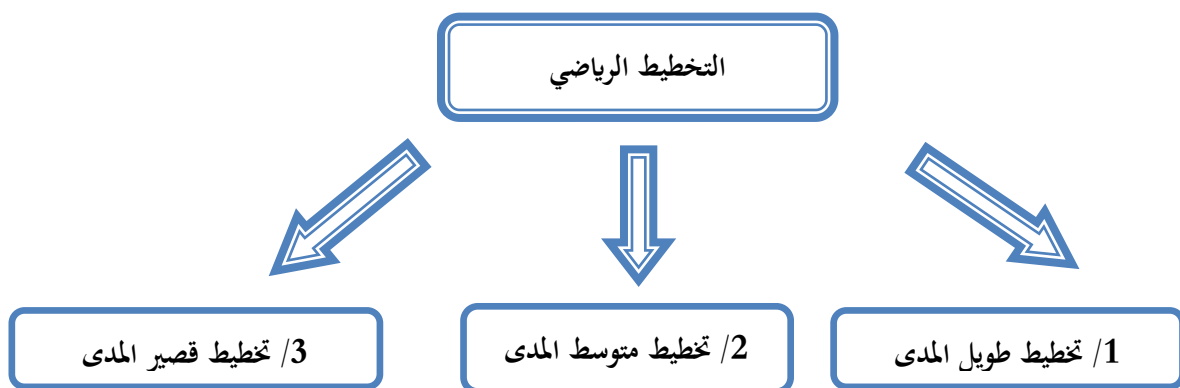 التخطيط الرياضي
1/ تخطيط طويل المدى
2/ تخطيط متوسط المدى
3/ تخطيط قصير المدى